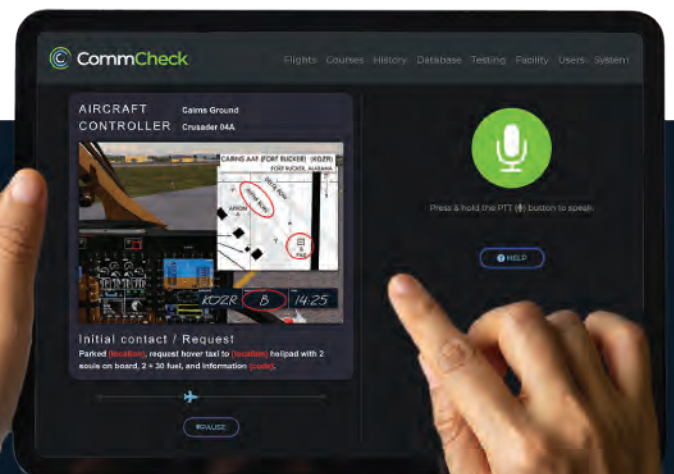 CommCheck
Flights Courses History Database Testing Facility Users System
AIRCRAFT Cairns Ground
CONTROLLER Crusader 04A
CAIRNS AAF (FORT RUCKER) (KOZR)
FORT RUCKER, ALABAMA
KOZR B 14:25
Initial contact / Request
Parked [location], request hover taxi to [location] helipad with 2
souls on board, 2 + 30 fuel, and information [code].
PAUSE
Press & hold the PTT ( ) button to speak.
? HELP